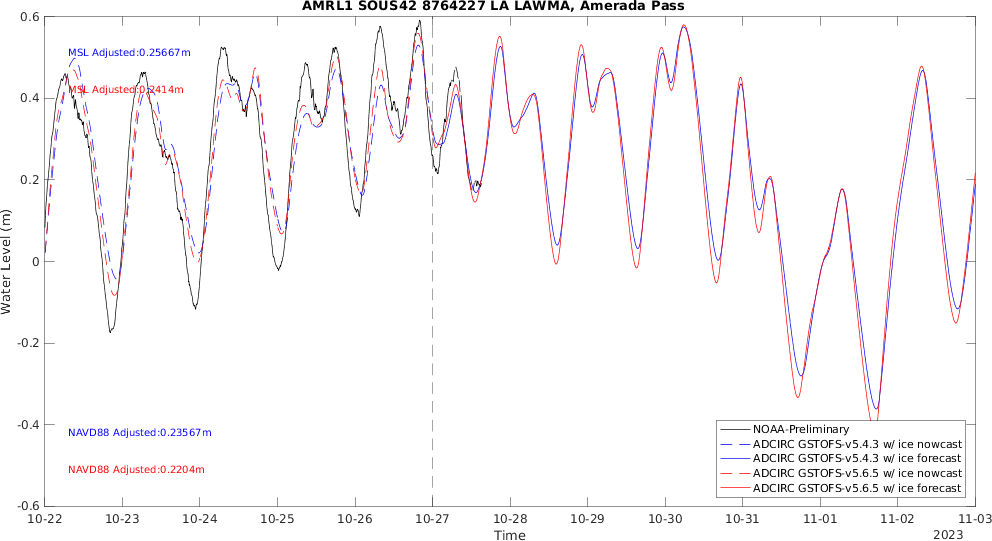 AMRL1 SOUS42 8764227 LA LAWMA, Amerada Pass
0.6
MSL Adjusted:0.25667m
MSL Adjusted:0.2414m
0.4
0.2
0
-0.2
-0.4
-0.6
Water Level (m)
NAVD88 Adjusted:0.23567m
NAVD88 Adjusted:0.2204m
NOAA-Preliminary
ADCIRC GSTOFS-v5.4.3 w/ ice nowcast
ADCIRC GSTOFS-v5.4.3 w/ ice forecast
ADCIRC GSTOFS-v5.6.5 w/ ice nowcast
ADCIRC GSTOFS-v5.6.5 w/ ice forecast
10-22 10-23 10-24 10-25 10-26 10-27 10-28 10-29 10-30 10-31 11-01 11-02 11-03
Time
2023